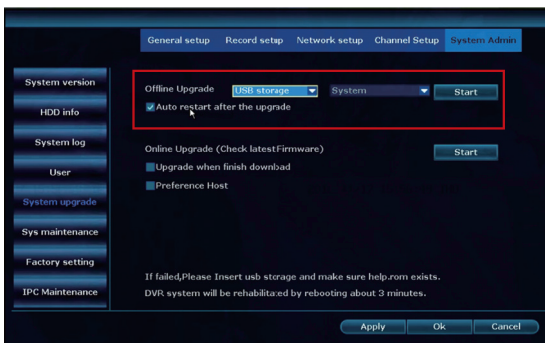 General setup Record setup Network setup Channel Setup System Admin
System version
HDD info
System log
User
System upgrade
Sys maintenance
Factory setting
IPC Maintenance
Offline Upgrade USB storage System Start
Auto restart after the upgrade
Online Upgrade (Check latestFirmware) Start
Upgrade when finish download
Preference Host
If failed,Please Insert usb storage and make sure help.rom exists.
DVR system will be rehabilitated by rebooting about 3 minutes.
Apply Ok Cancel